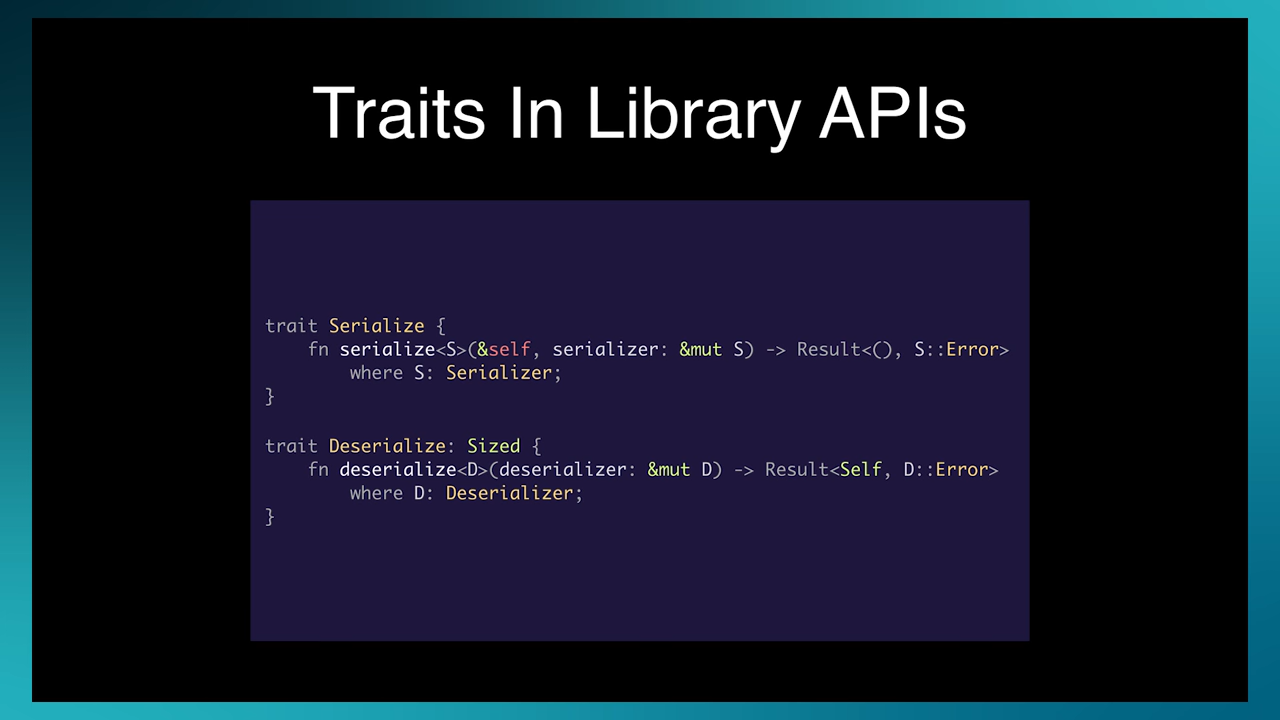 Traits In Library APIs
trait Serialize {
    fn serialize<S>(&self, serializer: &mut S) -> Result<(), S::Error>
        where S: Serializer;
}
trait Deserialize: Sized {
    fn deserialize<D>(deserializer: &mut D) -> Result<Self, D::Error>
        where D: Deserializer;
}